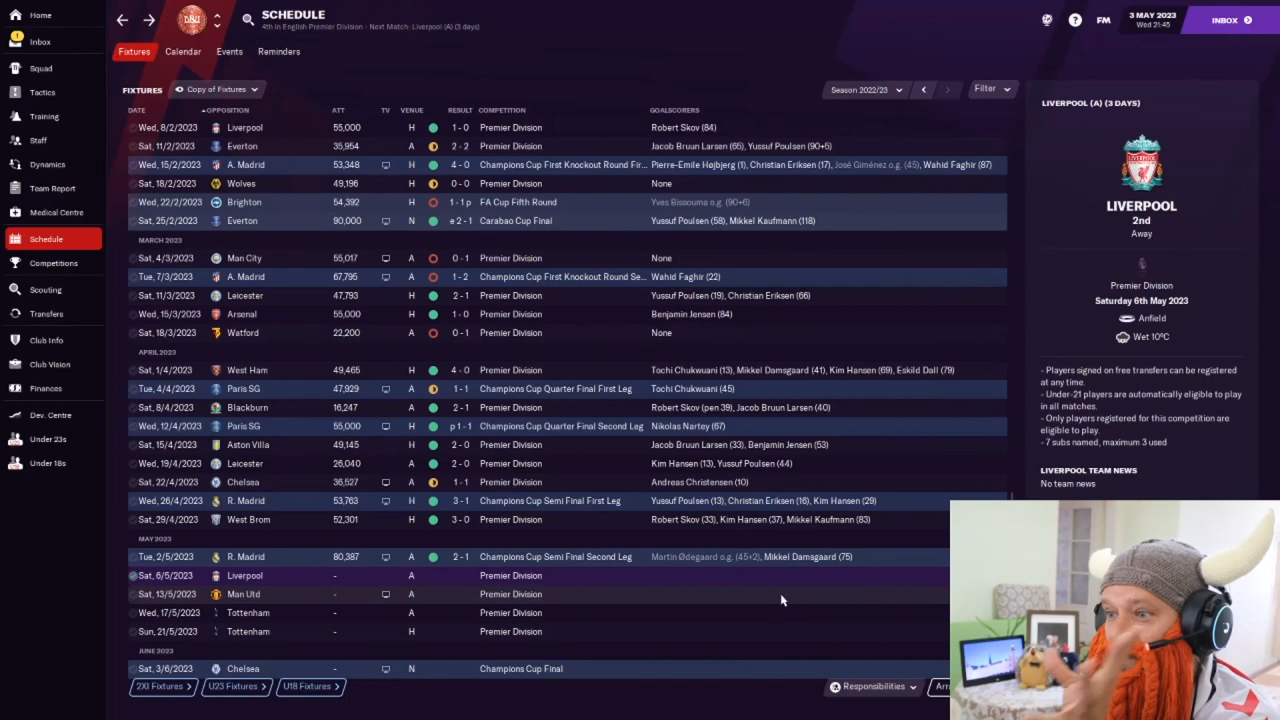 Home
SCHEDULE
4th in English Premier Division - Next Match: Liverpool (A) (3 days)
FM
3 MAY 2023
Wed 21:45
INBOX
Inbox
Squad
Tactics
Training
Staff
Dynamics
Team Report
Medical Centre
Schedule
Competitions
Scouting
Transfers
Club Info
Club Vision
Finances
Dev. Centre
Under 23s
Under 18s
Fixtures Calendar Events Reminders
FIXTURES Copy of Fixtures Season 2022/23 Filter
DATE OPPOSITION ATT TV VENUE RESULT COMPETITION GOALSCORERS
Wed, 8/2/2023 Liverpool 55,000 H 1 - 0 Premier Division Robert Skov (84)
Sat, 11/2/2023 Everton 35,954 A 2 - 2 Premier Division Jacob Bruun Larsen (65), Yussuf Poulsen (90+5)
Wed, 15/2/2023 A. Madrid 53,348 H 4 - 0 Champions Cup First Knockout Round Fir... Pierre-Emile Højbjerg (1), Christian Eriksen (17), José Giménez o.g. (45), Wahid Faghir (87)
Sat, 18/2/2023 Wolves 49,196 H 0 - 0 Premier Division None
Wed, 22/2/2023 Brighton 54,392 H 1 - 1 p FA Cup Fifth Round Yves Bissouma o.g. (90+6)
Sat, 25/2/2023 Everton 90,000 N e 2 - 1 Carabao Cup Final Yussuf Poulsen (58), Mikkel Kaufmann (118)
MARCH 2023
Sat, 4/3/2023 Man City 55,017 A 0 - 1 Premier Division None
Tue, 7/3/2023 A. Madrid 67,795 A 1 - 2 Champions Cup First Knockout Round Se... Wahid Faghir (22)
Sat, 11/3/2023 Leicester 47,793 H 2 - 1 Premier Division Yussuf Poulsen (19), Christian Eriksen (66)
Wed, 15/3/2023 Arsenal 55,000 H 1 - 0 Premier Division Benjamin Jensen (84)
Sat, 18/3/2023 Watford 22,200 A 0 - 1 Premier Division None
APRIL 2023
Sat, 1/4/2023 West Ham 49,465 H 4 - 0 Premier Division Tochi Chukwuani (13), Mikkel Damsgaard (41), Kim Hansen (69), Eskild Dall (79)
Tue, 4/4/2023 Paris SG 47,929 A 1 - 1 Champions Cup Quarter Final First Leg Tochi Chukwuani (45)
Sat, 8/4/2023 Blackburn 16,247 A 2 - 1 Premier Division Robert Skov (pen 39), Jacob Bruun Larsen (40)
Wed, 12/4/2023 Paris SG 55,000 H p 1 - 1 Champions Cup Quarter Final Second Leg Nikolas Nartey (67)
Sat, 15/4/2023 Aston Villa 49,145 H 2 - 0 Premier Division Jacob Bruun Larsen (33), Benjamin Jensen (53)
Wed, 19/4/2023 Leicester 26,040 A 2 - 0 Premier Division Kim Hansen (13), Yussuf Poulsen (44)
Sat, 22/4/2023 Chelsea 36,527 A 1 - 1 Premier Division Andreas Christensen (10)
Wed, 26/4/2023 R. Madrid 53,763 H 3 - 1 Champions Cup Semi Final First Leg Yussuf Poulsen (13), Christian Eriksen (16), Kim Hansen (29)
Sat, 29/4/2023 West Brom 52,301 H 3 - 0 Premier Division Robert Skov (33), Kim Hansen (37), Mikkel Kaufmann (83)
MAY 2023
Tue, 2/5/2023 R. Madrid 80,387 A 2 - 1 Champions Cup Semi Final Second Leg Martin Ødegaard o.g. (45+2), Mikkel Damsgaard (75)
Sat, 6/5/2023 Liverpool - A Premier Division
Sat, 13/5/2023 Man Utd - A Premier Division
Wed, 17/5/2023 Tottenham - A Premier Division
Sun, 21/5/2023 Tottenham - H Premier Division
JUNE 2023
Sat, 3/6/2023 Chelsea - N Champions Cup Final
2XI Fixtures U23 Fixtures U18 Fixtures Responsibilities
LIVERPOOL (A) (3 DAYS)
LIVERPOOL
2nd
Away
Premier Division
Saturday 6th May 2023
Anfield
Wet 10°C
- Players signed on free transfers can be registered
at any time.
- Under-21 players are automatically eligible to play
in all matches.
- Only players registered for this competition are
eligible to play.
- 7 subs named, maximum 3 used
LIVERPOOL TEAM NEWS
No team news